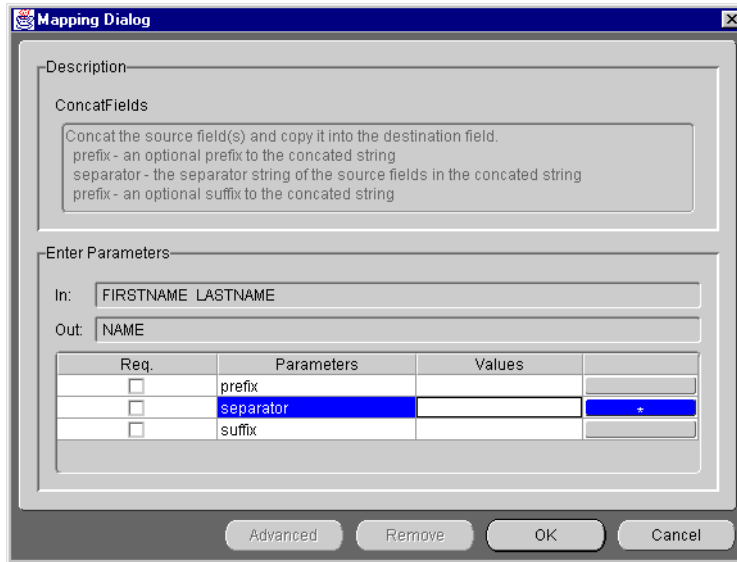 Mapping Dialog
Description
ConcatFields
Concat the source field(s) and copy it into the destination field.
prefix - an optional prefix to the concated string
separator - the separator string of the source fields in the concated string
prefix - an optional suffix to the concated string
Enter Parameters
In: FIRSTNAME LASTNAME
Out: NAME
Req. Parameters Values
prefix
separator *
suffix
Advanced Remove OK Cancel